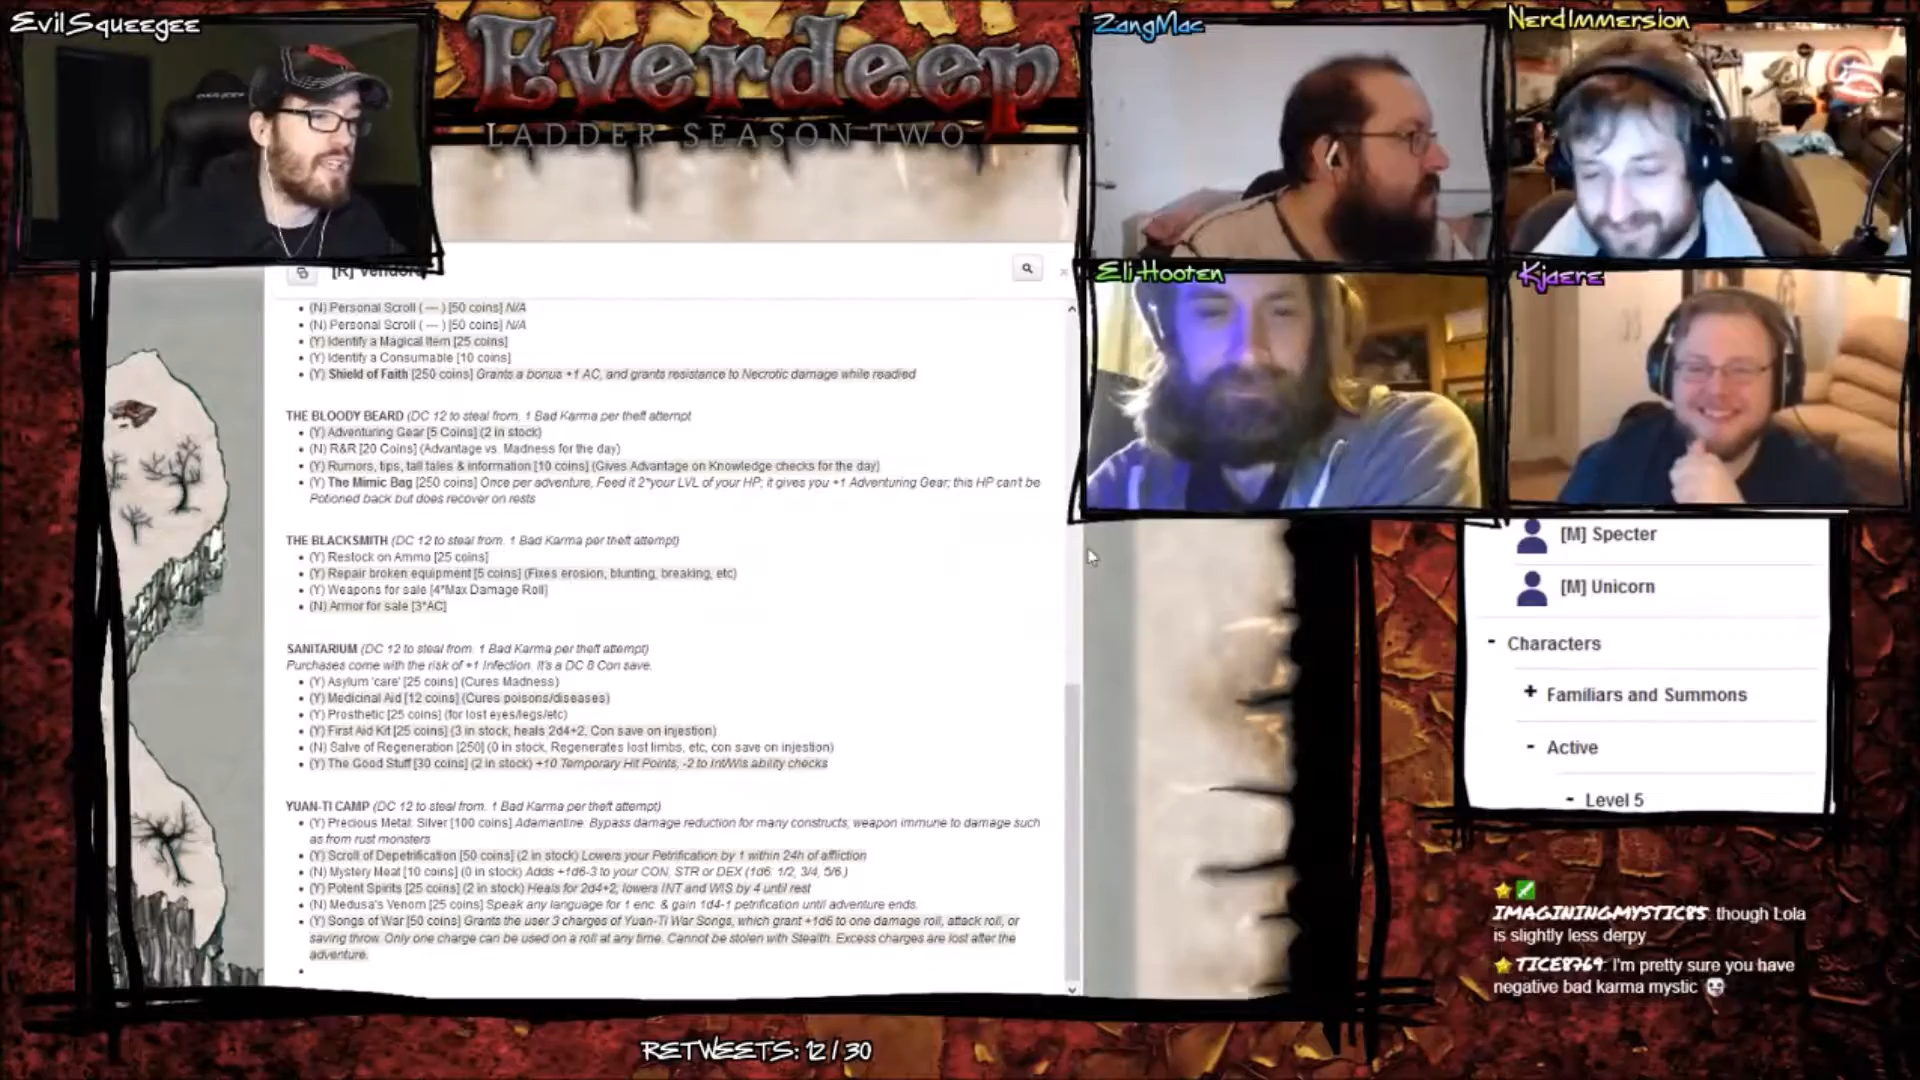 EvilSqueegee
Everdeep
LADDER SEASON TWO
ZangMac
NerdImmersion
Eli Hooten
Kjaere
[R] Vendors
(N) Personal Scroll ( --- ) [50 coins] N/A
(N) Personal Scroll ( --- ) [50 coins] N/A
(Y) Identify a Magical Item [25 coins]
(Y) Identify a Consumable [10 coins]
(Y) Shield of Faith [250 coins] Grants a bonus +1 AC, and grants resistance to Necrotic damage while readied
THE BLOODY BEARD (DC 12 to steal from. 1 Bad Karma per theft attempt
(Y) Adventuring Gear [5 Coins] (2 in stock)
(N) R&R [20 Coins] (Advantage vs. Madness for the day)
(Y) Rumors, tips, tall tales & information [10 coins] (Gives Advantage on Knowledge checks for the day)
(Y) The Mimic Bag [250 coins] Once per adventure, Feed it 2*your LVL of your HP; it gives you +1 Adventuring Gear; this HP can't be
Potioned back but does recover on rests
THE BLACKSMITH (DC 12 to steal from. 1 Bad Karma per theft attempt)
(Y) Restock on Ammo [25 coins]
(Y) Repair broken equipment [5 coins] (Fixes erosion, blunting, breaking, etc)
(Y) Weapons for sale [4*Max Damage Roll]
(N) Armor for sale [3*AC]
SANITARIUM (DC 12 to steal from. 1 Bad Karma per theft attempt)
Purchases come with the risk of +1 Infection. It's a DC 8 Con save.
(Y) Asylum 'care' [25 coins] (Cures Madness)
(Y) Medicinal Aid [12 coins] (Cures poisons/diseases)
(Y) Prosthetic [25 coins] (for lost eyes/legs/etc)
(Y) First Aid Kit [25 coins] (3 in stock, heals 2d4+2, Con save on injection)
(N) Salve of Regeneration [250] (0 in stock, Regenerates lost limbs, etc, con save on injection)
(Y) The Good Stuff [30 coins] (2 in stock) +10 Temporary Hit Points, -2 to Int/Wis ability checks
YUAN-TI CAMP (DC 12 to steal from. 1 Bad Karma per theft attempt)
(Y) Precious Metal: Silver [100 coins] Adamantine: Bypass damage reduction for many constructs, weapon immune to damage such
as from rust monsters
(Y) Scroll of Depetrification [50 coins] (2 in stock) Lowers your Petrification by 1 within 24h of affliction
(N) Mystery Meat [10 coins] (0 in stock) Adds +1d6-3 to your CON, STR or DEX (1d6: 1/2, 3/4, 5/6.)
(Y) Potent Spirits [25 coins] (2 in stock) Heals for 2d4+2; lowers INT and WIS by 4 until rest
(N) Medusa's Venom [25 coins] Speak any language for 1 enc. & gain 1d4-1 petrification until adventure ends.
(Y) Songs of War [50 coins] Grants the user 3 charges of Yuan-Ti War Songs, which grant +1d6 to one damage roll, attack roll, or
saving throw. Only one charge can be used on a roll at any time. Cannot be stolen with Stealth. Excess charges are lost after the
adventure.
[M] Specter
[M] Unicorn
- Characters
+ Familiars and Summons
- Active
- Level 5
IMAGININGMYSTIC85: though Lola
is slightly less derpy
TICE8769: I'm pretty sure you have
negative bad karma mystic
RETWEETS: 12 / 30